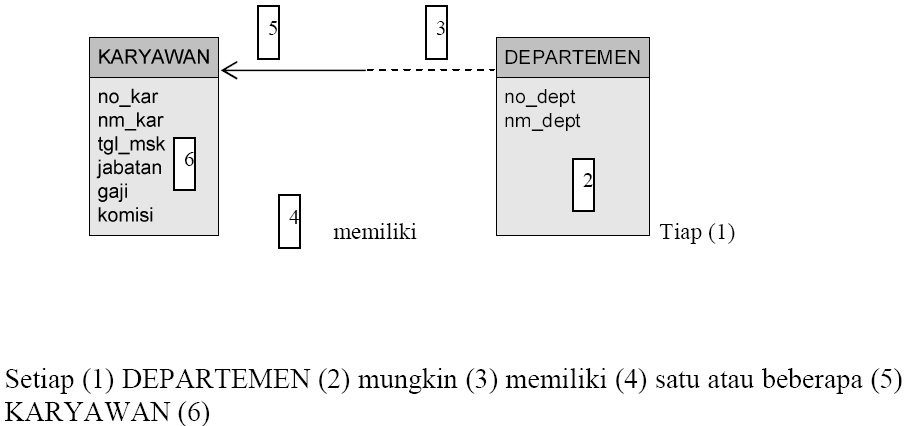 5
3
KARYAWAN
DEPARTEMEN
no_kar
nm_kar
tgl_msk
jabatan
gaji
komisi
6
no_dept
nm_dept
2
4
memiliki
Tiap (1)
Setiap (1) DEPARTEMEN (2) mungkin (3) memiliki (4) satu atau beberapa (5)
KARYAWAN (6)